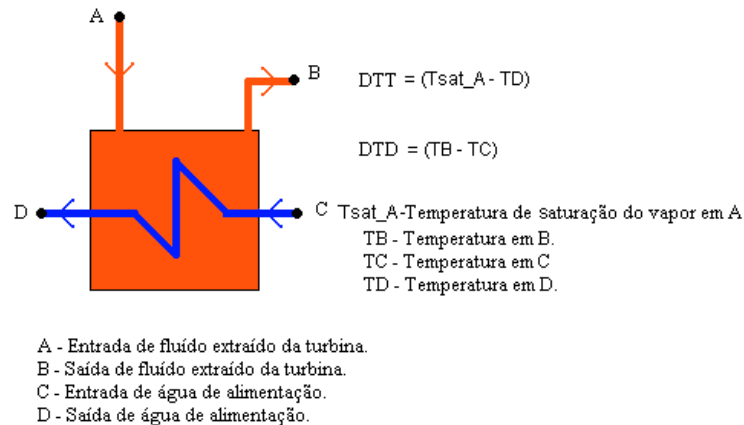 A
B
DTT = (Tsat_A - TD)
DTD = (TB - TC)
D
C
Tsat_A-Temperatura de saturação do vapor em A
TB - Temperatura em B.
TC - Temperatura em C
TD - Temperatura em D.
A - Entrada de fluído extraído da turbina.
B - Saída de fluído extraído da turbina.
C - Entrada de água de alimentação.
D - Saída de água de alimentação.